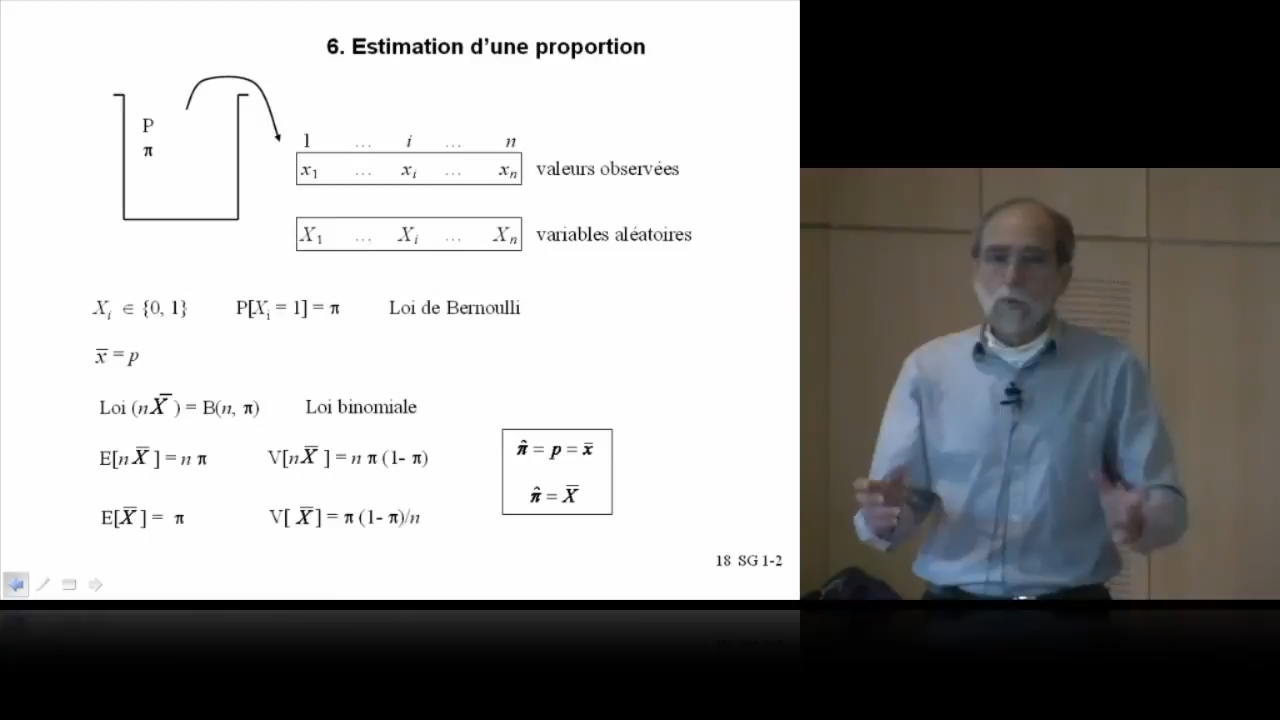 6. Estimation d’une proportion
P
π
1 … i … n
x1 … xi … xn valeurs observées
X1 … Xi … Xn variables aléatoires
Xi ∈ {0, 1} P[Xi = 1] = π Loi de Bernoulli
x̄ = p
Loi (nX̄ ) = B(n, π) Loi binomiale
π̂ = p = x̄
E[nX̄ ] = n π V[nX̄ ] = n π (1- π)
π̂ = X̄
E[X̄ ] = π V[ X̄ ] = π (1- π)/n
18 SG 1-2